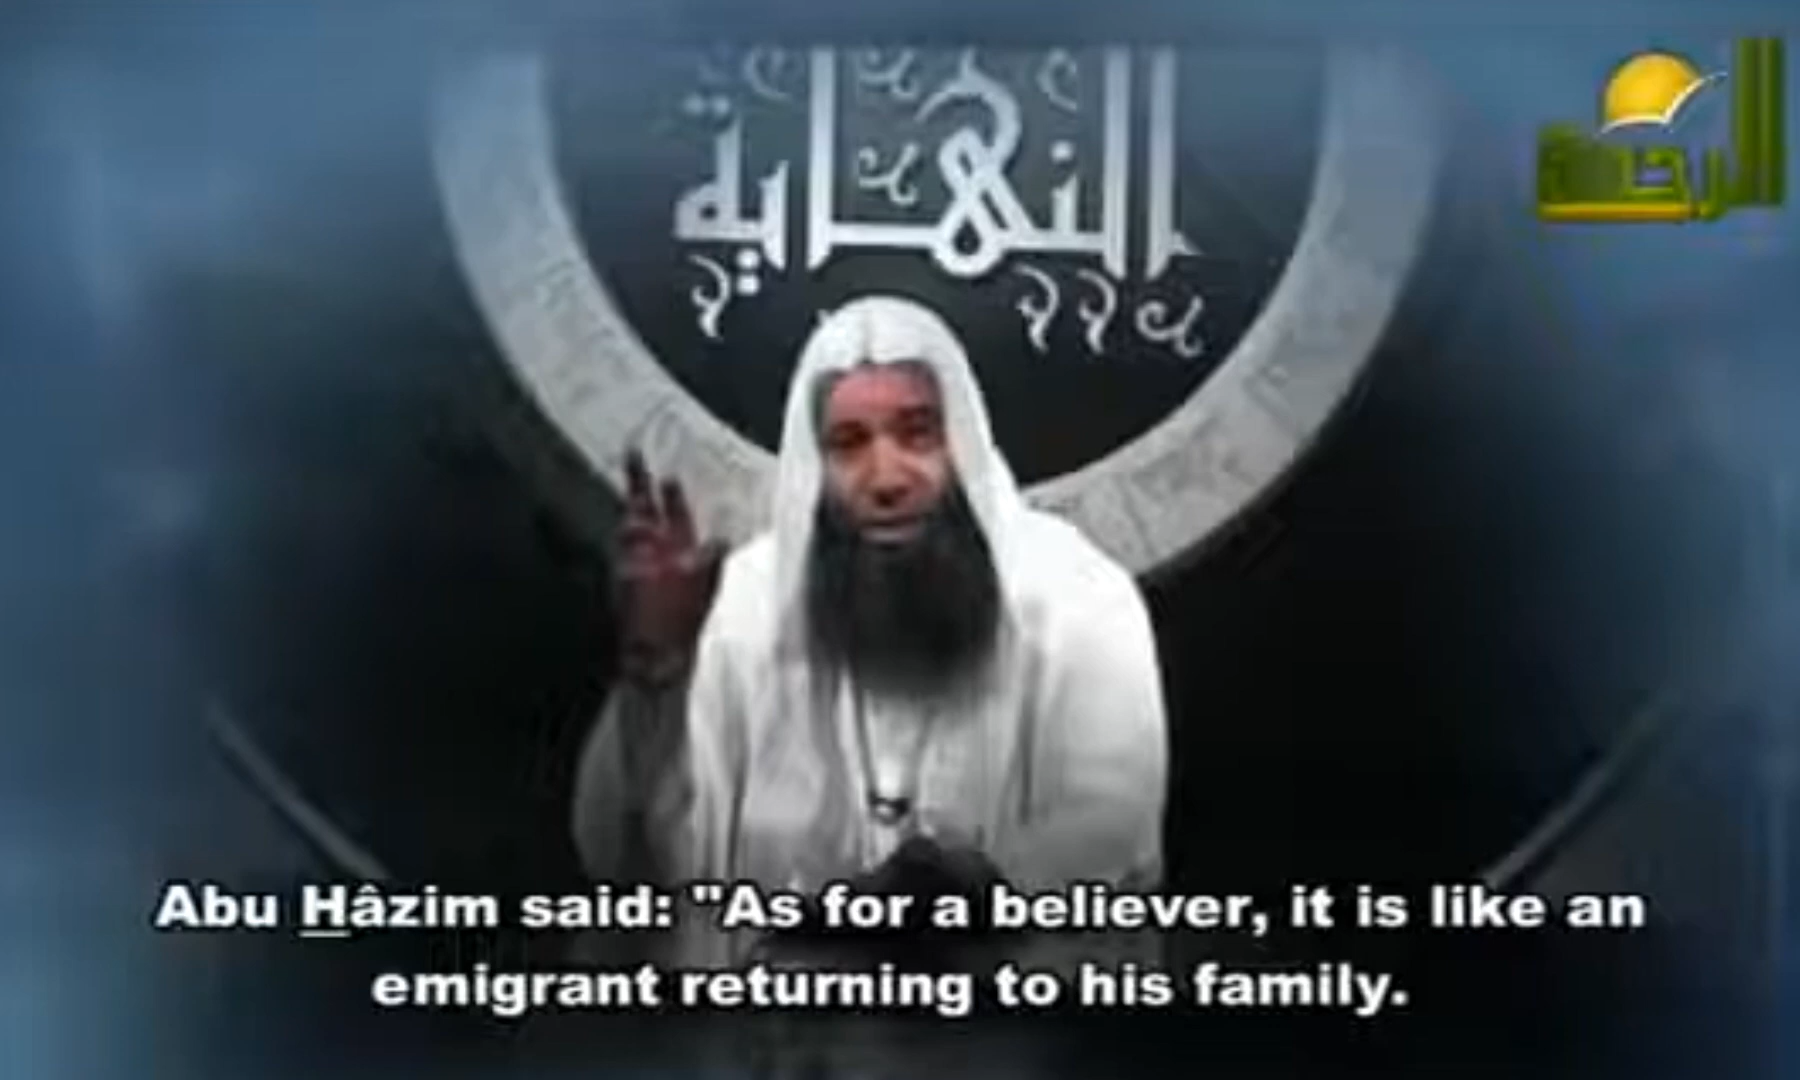 النهاية
الرحمة
Abu Hâzim said: "As for a believer, it is like an
emigrant returning to his family.